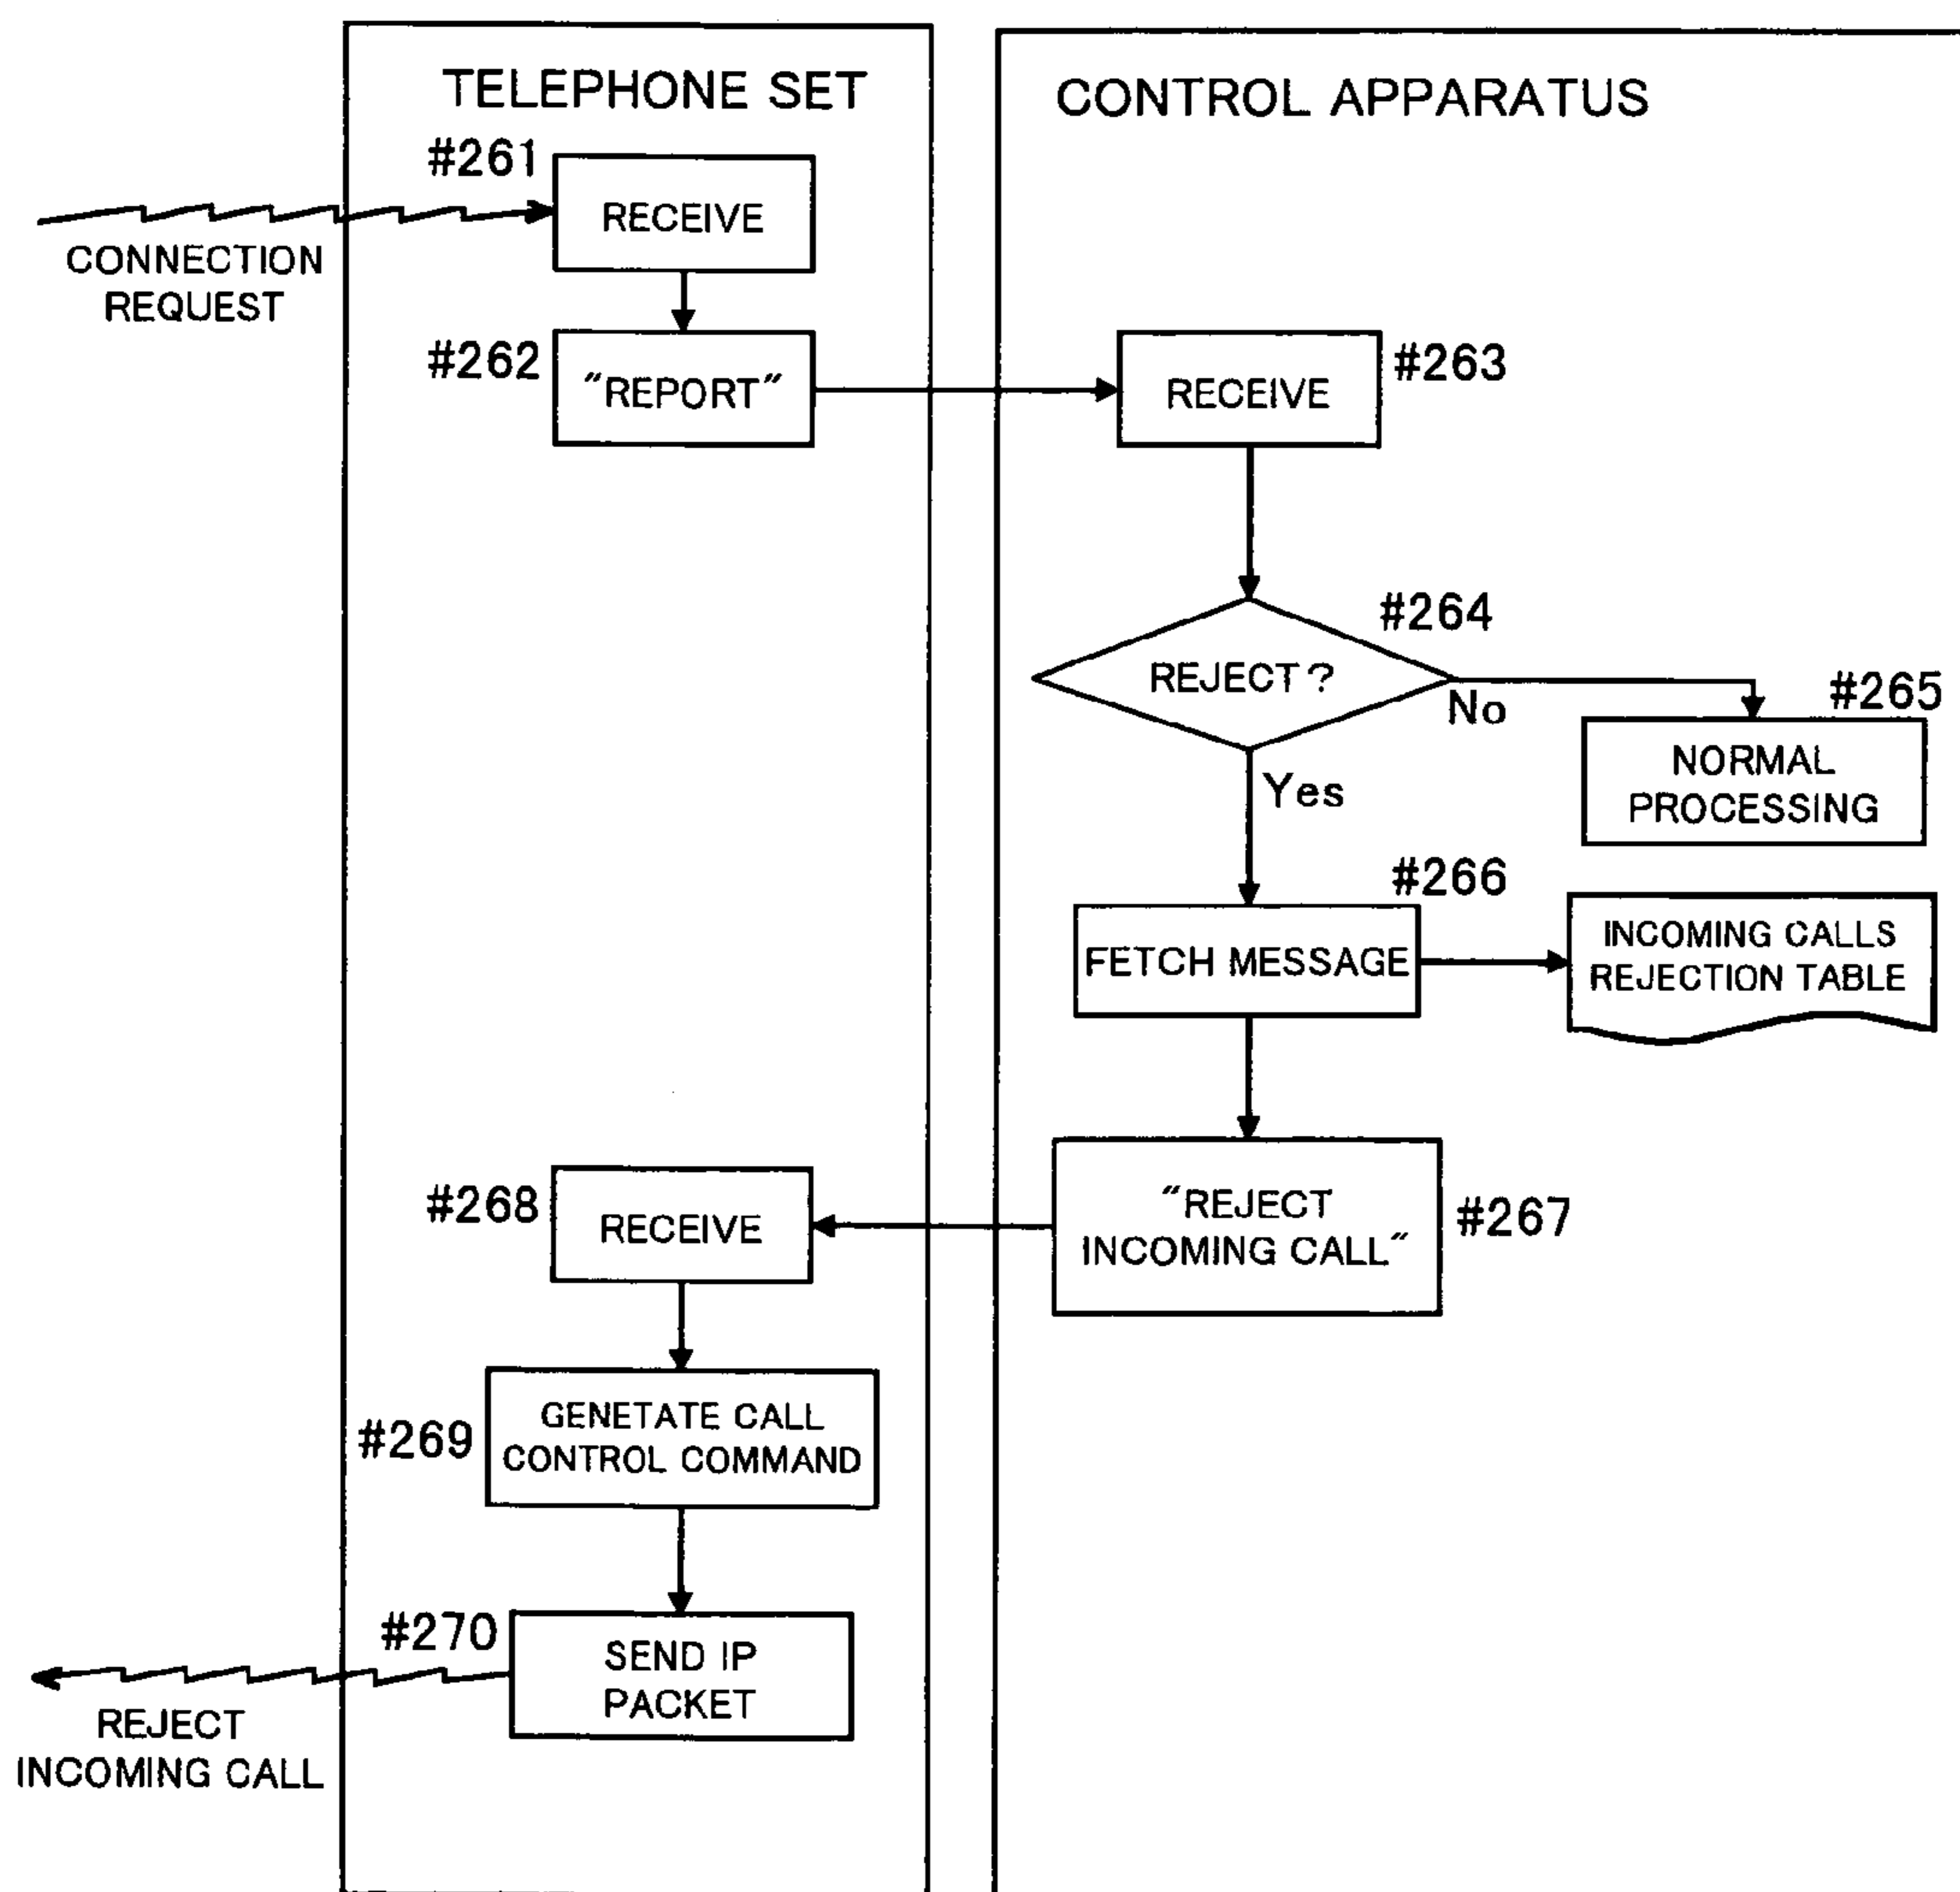 TELEPHONE SET
CONTROL APPARATUS
#261
RECEIVE
CONNECTION
REQUEST
#262
"REPORT"
RECEIVE
#263
#264
REJECT?
No
#265
NORMAL
PROCESSING
Yes
#266
FETCH MESSAGE
INCOMING CALLS
REJECTION TABLE
"REJECT
INCOMING CALL"
#267
#268
RECEIVE
#269
GENETATE CALL
CONTROL COMMAND
#270
SEND IP
PACKET
REJECT
INCOMING CALL